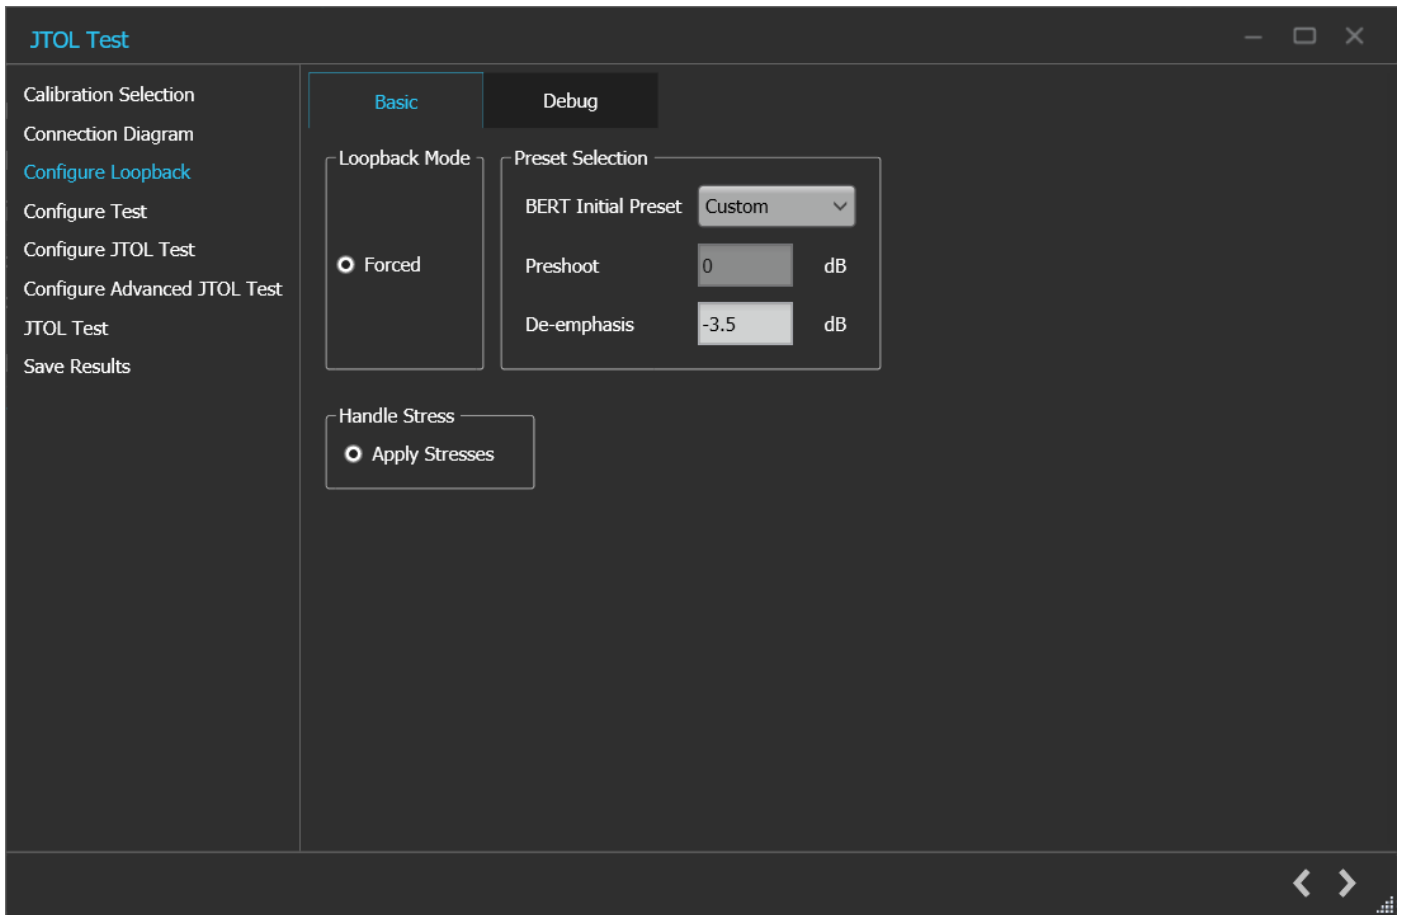 JTOL Test
Calibration Selection
Connection Diagram
Configure Loopback
Configure Test
Configure JTOL Test
Configure Advanced JTOL Test
JTOL Test
Save Results
Basic
Debug
Loopback Mode
Forced
Preset Selection
BERT Initial Preset Custom
Preshoot 0 dB
De-emphasis -3.5 dB
Handle Stress
Apply Stresses